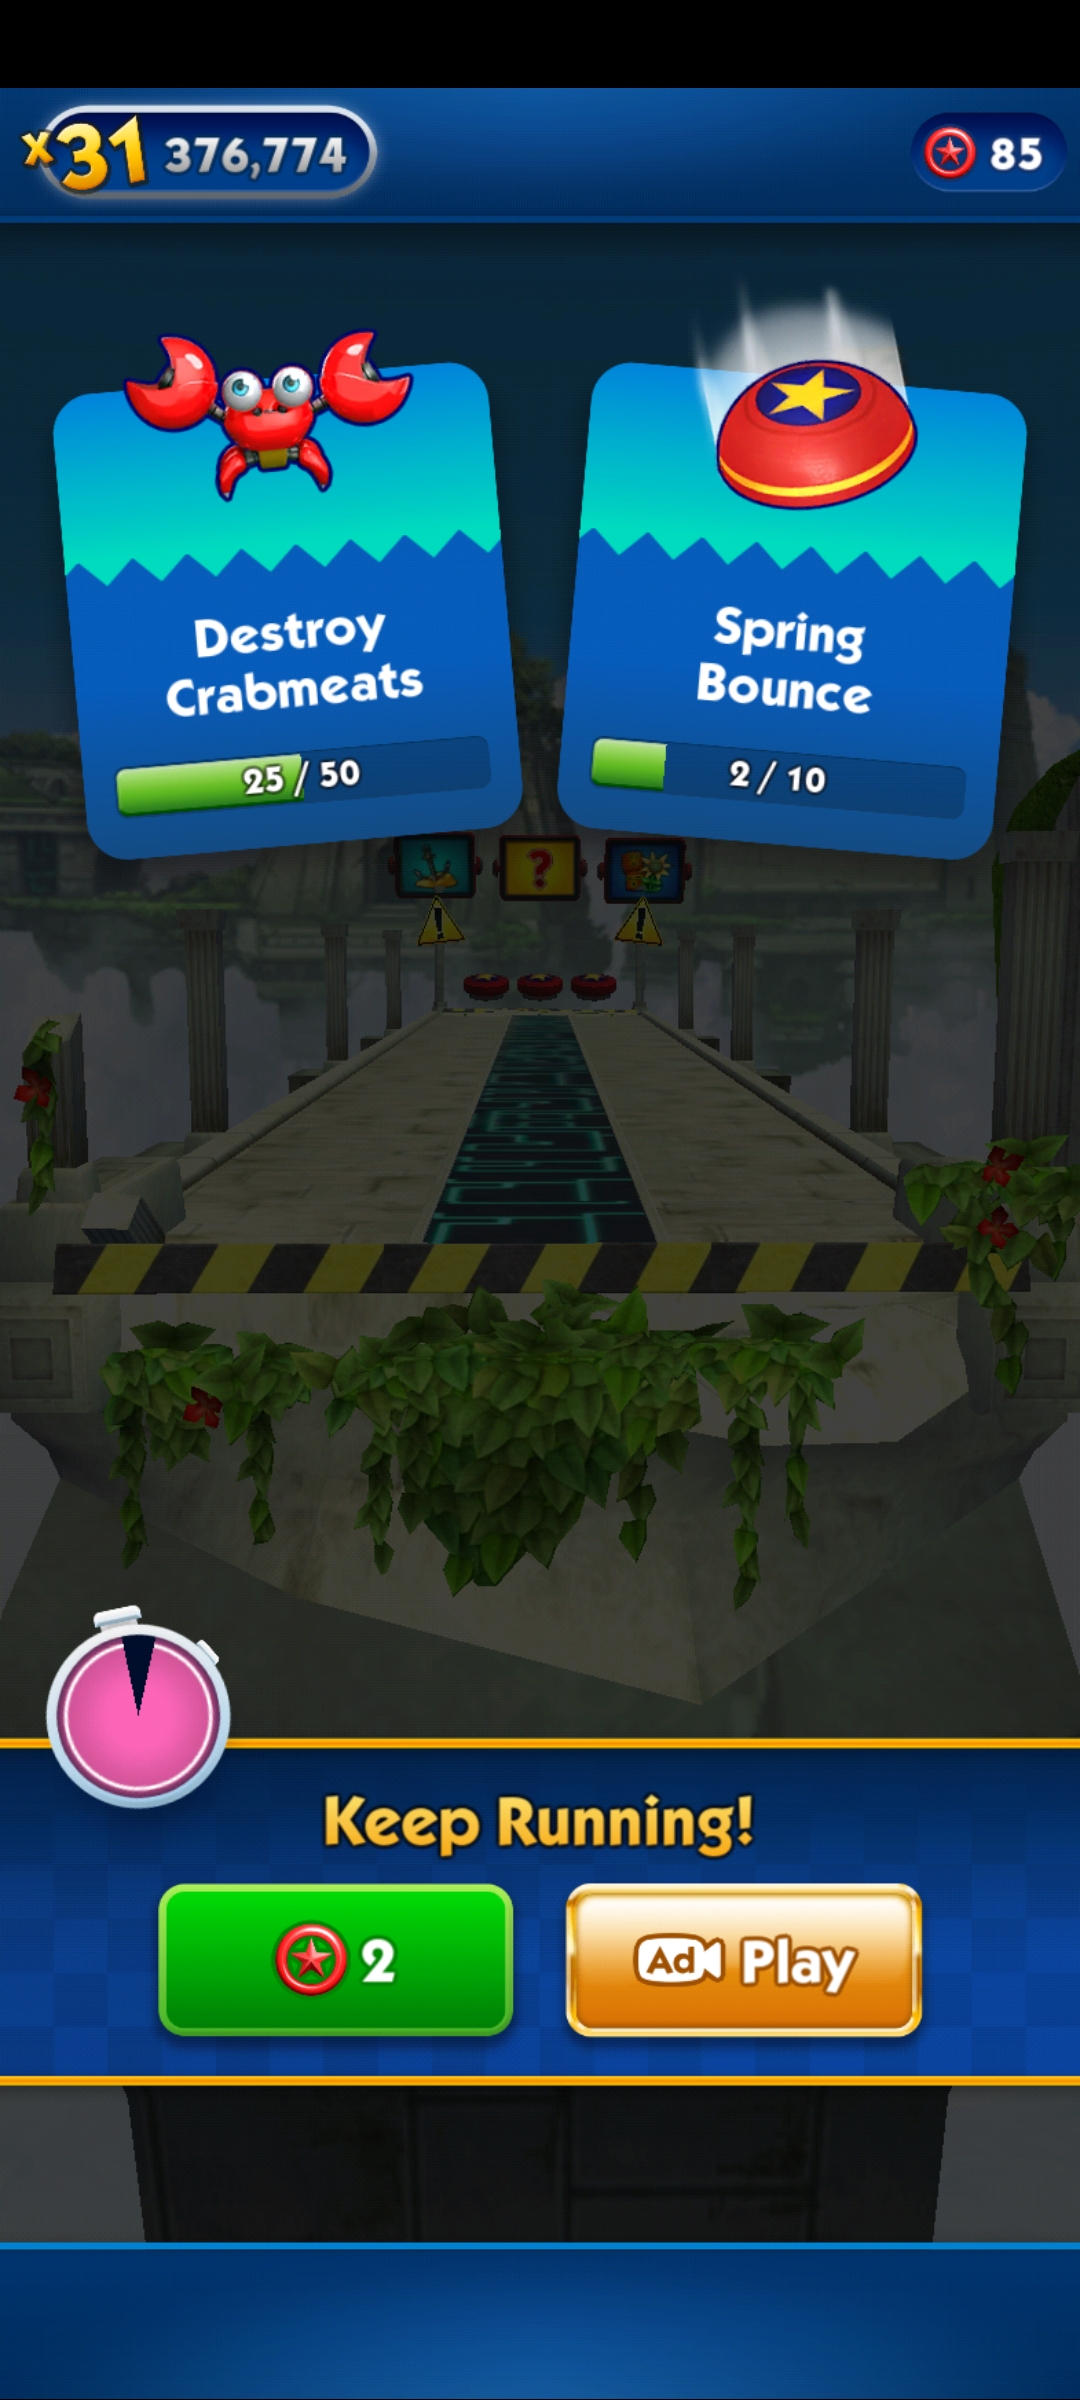 x31 376,774
85
Destroy
Crabmeats
25 / 50
Spring
Bounce
2 / 10
?
! !
Keep Running!
2
Ad Play